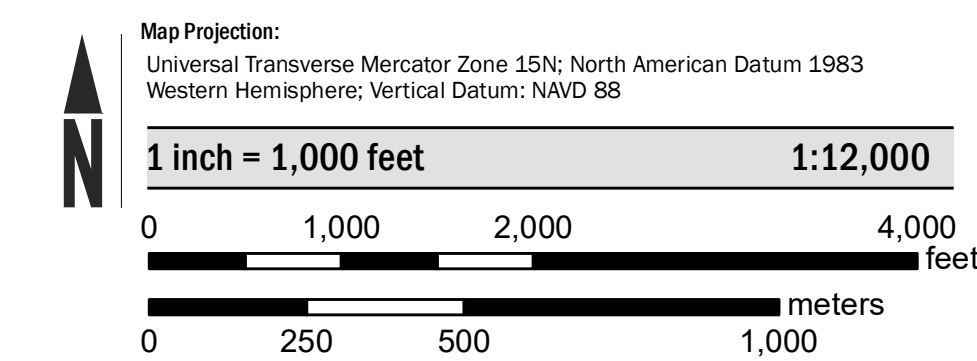 Map Projection:
Universal Transverse Mercator Zone 15N; North American Datum 1983
Western Hemisphere; Vertical Datum: NAVD 88
N
1 inch = 1,000 feet 1:12,000
0 1,000 2,000 4,000
feet
meters
0 250 500 1,000